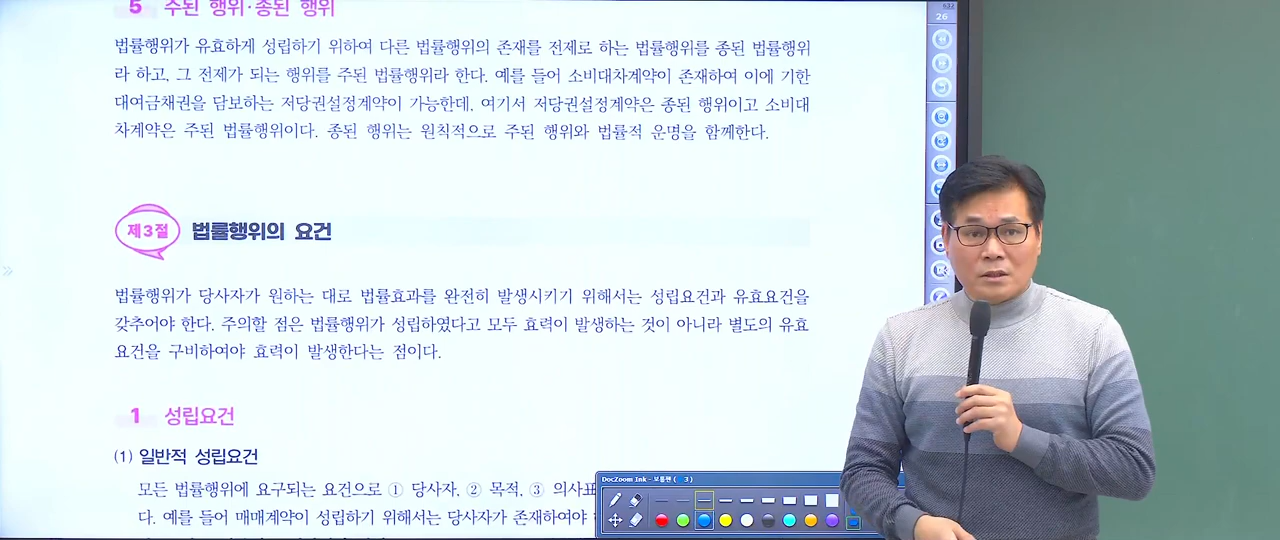 5 주된 행위·종된 행위
법률행위가 유효하게 성립하기 위하여 다른 법률행위의 존재를 전제로 하는 법률행위를 종된 법률행위
라 하고, 그 전제가 되는 행위를 주된 법률행위라 한다. 예를 들어 소비대차계약이 존재하여 이에 기한
대여금채권을 담보하는 저당권설정계약이 가능한데, 여기서 저당권설정계약은 종된 행위이고 소비대
차계약은 주된 법률행위이다. 종된 행위는 원칙적으로 주된 행위와 법률적 운명을 함께한다.
제3절 법률행위의 요건
법률행위가 당사자가 원하는 대로 법률효과를 완전히 발생시키기 위해서는 성립요건과 유효요건을
갖추어야 한다. 주의할 점은 법률행위가 성립하였다고 모두 효력이 발생하는 것이 아니라 별도의 유효
요건을 구비하여야 효력이 발생한다는 점이다.
1 성립요건
(1) 일반적 성립요건
모든 법률행위에 요구되는 요건으로 ① 당사자, ② 목적, ③ 의사표
다. 예를 들어 매매계약이 성립하기 위해서는 당사자가 존재하여야
DocZoom Ink - 보통펜 ( 3 )
632
26